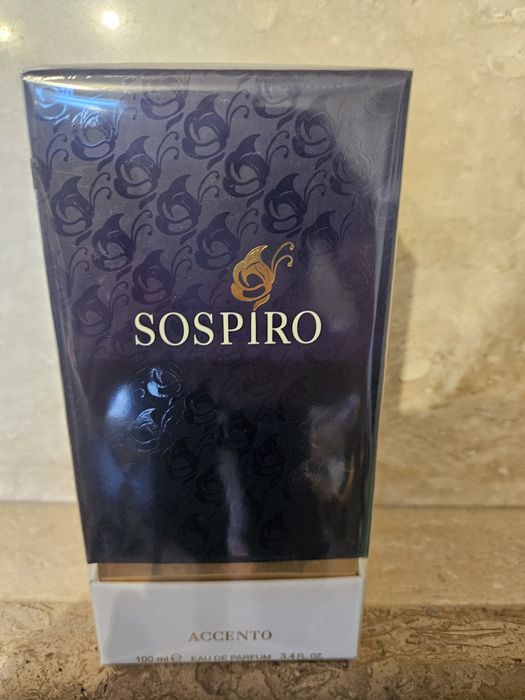 SOSPIRO
ACCENTO
100 ml ℮ EAU DE PARFUM 3.4 FL OZ